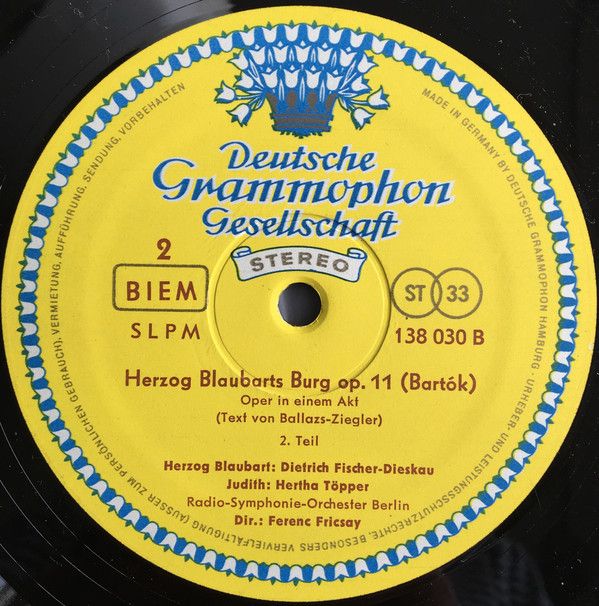 Deutsche
Grammophon
Gesellschaft
STEREO
2
BIEM
SLPM
ST 33
138 030 B
Herzog Blaubarts Burg op. 11 (Bartók)
Oper in einem Akt
(Text von Ballazs-Ziegler)
2. Teil
Herzog Blaubart: Dietrich Fischer-Dieskau
Judith: Hertha Töpper
Radio-Symphonie-Orchester Berlin
Dir.: Ferenc Fricsay
MADE IN GERMANY BY DEUTSCHE GRAMMOPHON HAMBURG · URHEBER- UND LEISTUNGSSCHUTZRECHTE, BESONDERS VERVIELFÄLTIGUNG (AUSSER ZUM PERSÖNLICHEN GEBRAUCH), VERMIETUNG, AUFFÜHRUNG, SENDUNG, VORBEHALTEN